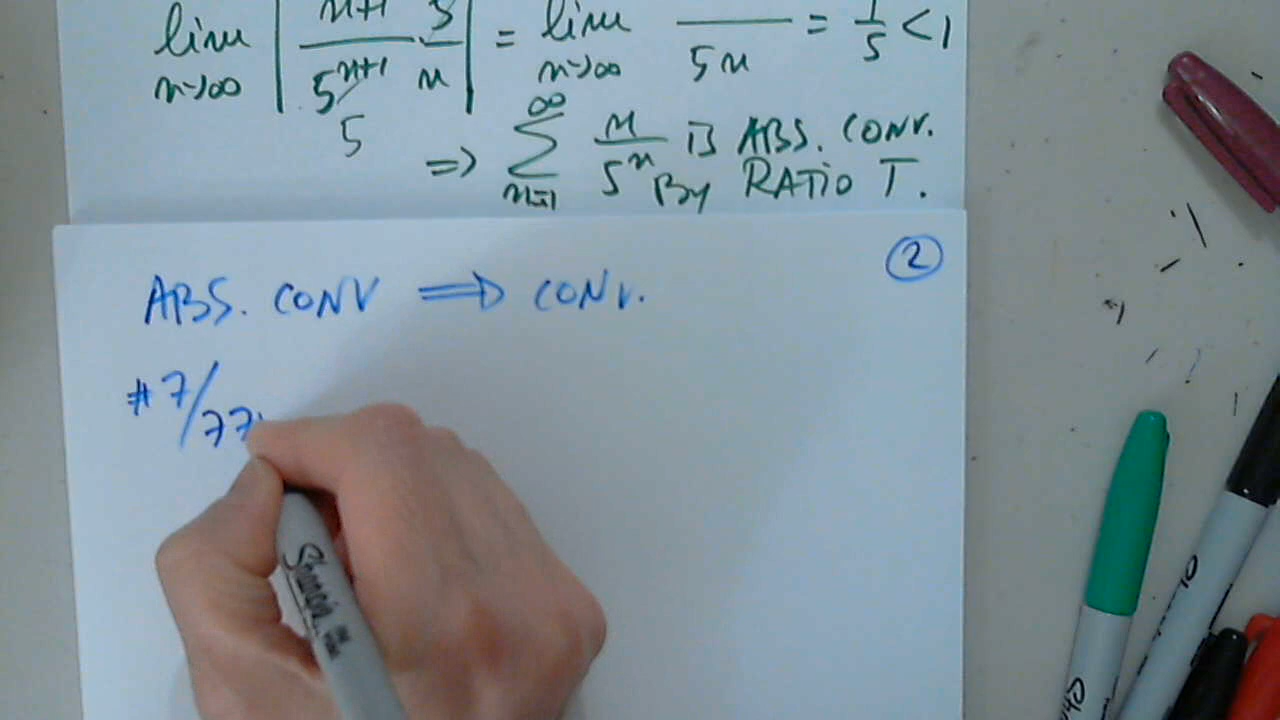 lim n→∞ | n+1 / 5^(n+1) · 5 / n | = lim n→∞ / 5n = 1/5 < 1
5
=> ∞ Σ n=1 n / 5^n is ABS. CONV.
By RATIO T.
2
ABS. CONV ⇒ CONV.
# 7/77
Sharpie